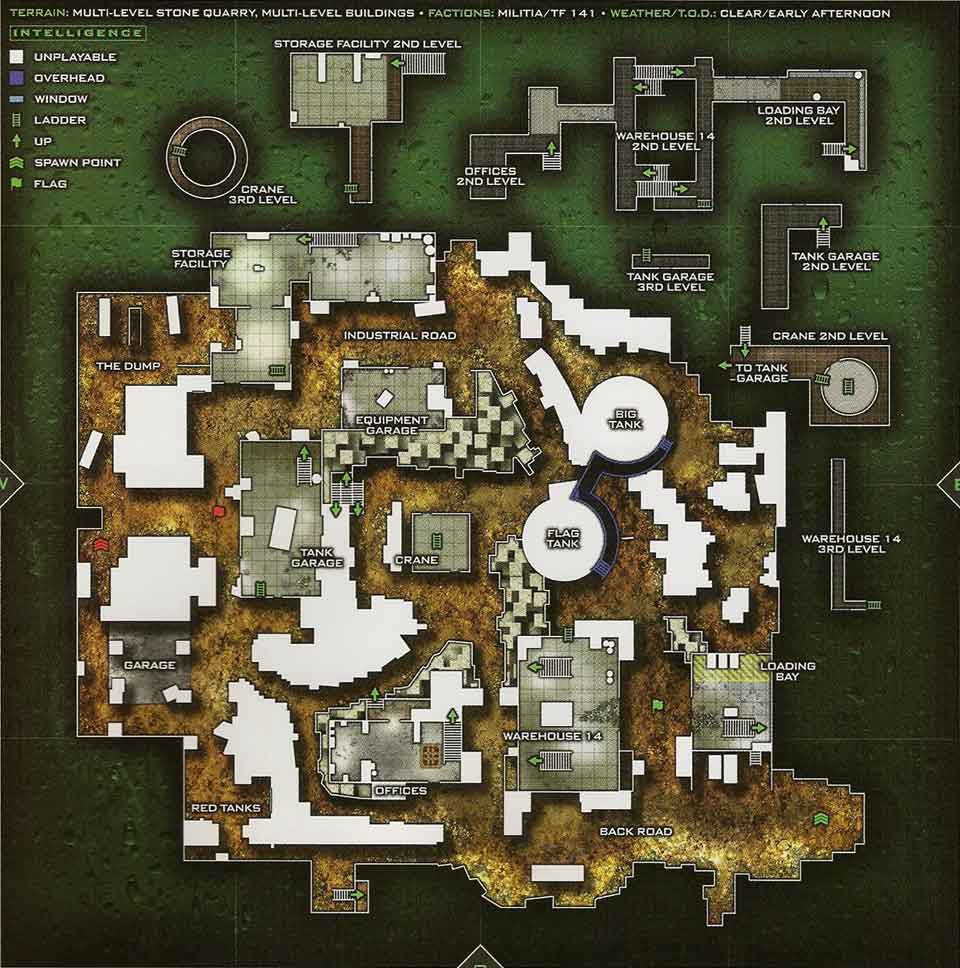 TERRAIN: MULTI-LEVEL STONE QUARRY, MULTI-LEVEL BUILDINGS • FACTIONS: MILITIA/TF 141 • WEATHER/T.O.D.: CLEAR/EARLY AFTERNOON
INTELLIGENCE
UNPLAYABLE
OVERHEAD
WINDOW
LADDER
UP
SPAWN POINT
FLAG
STORAGE FACILITY 2ND LEVEL
CRANE
3RD LEVEL
OFFICES
2ND LEVEL
WAREHOUSE 14
2ND LEVEL
LOADING BAY
2ND LEVEL
TANK GARAGE
3RD LEVEL
TANK GARAGE
2ND LEVEL
STORAGE
FACILITY
INDUSTRIAL ROAD
THE DUMP
CRANE 2ND LEVEL
TO TANK
GARAGE
EQUIPMENT
GARAGE
BIG
TANK
FLAG
TANK
TANK
GARAGE
CRANE
WAREHOUSE 14
3RD LEVEL
GARAGE
LOADING
BAY
WAREHOUSE 14
OFFICES
RED TANKS
BACK ROAD